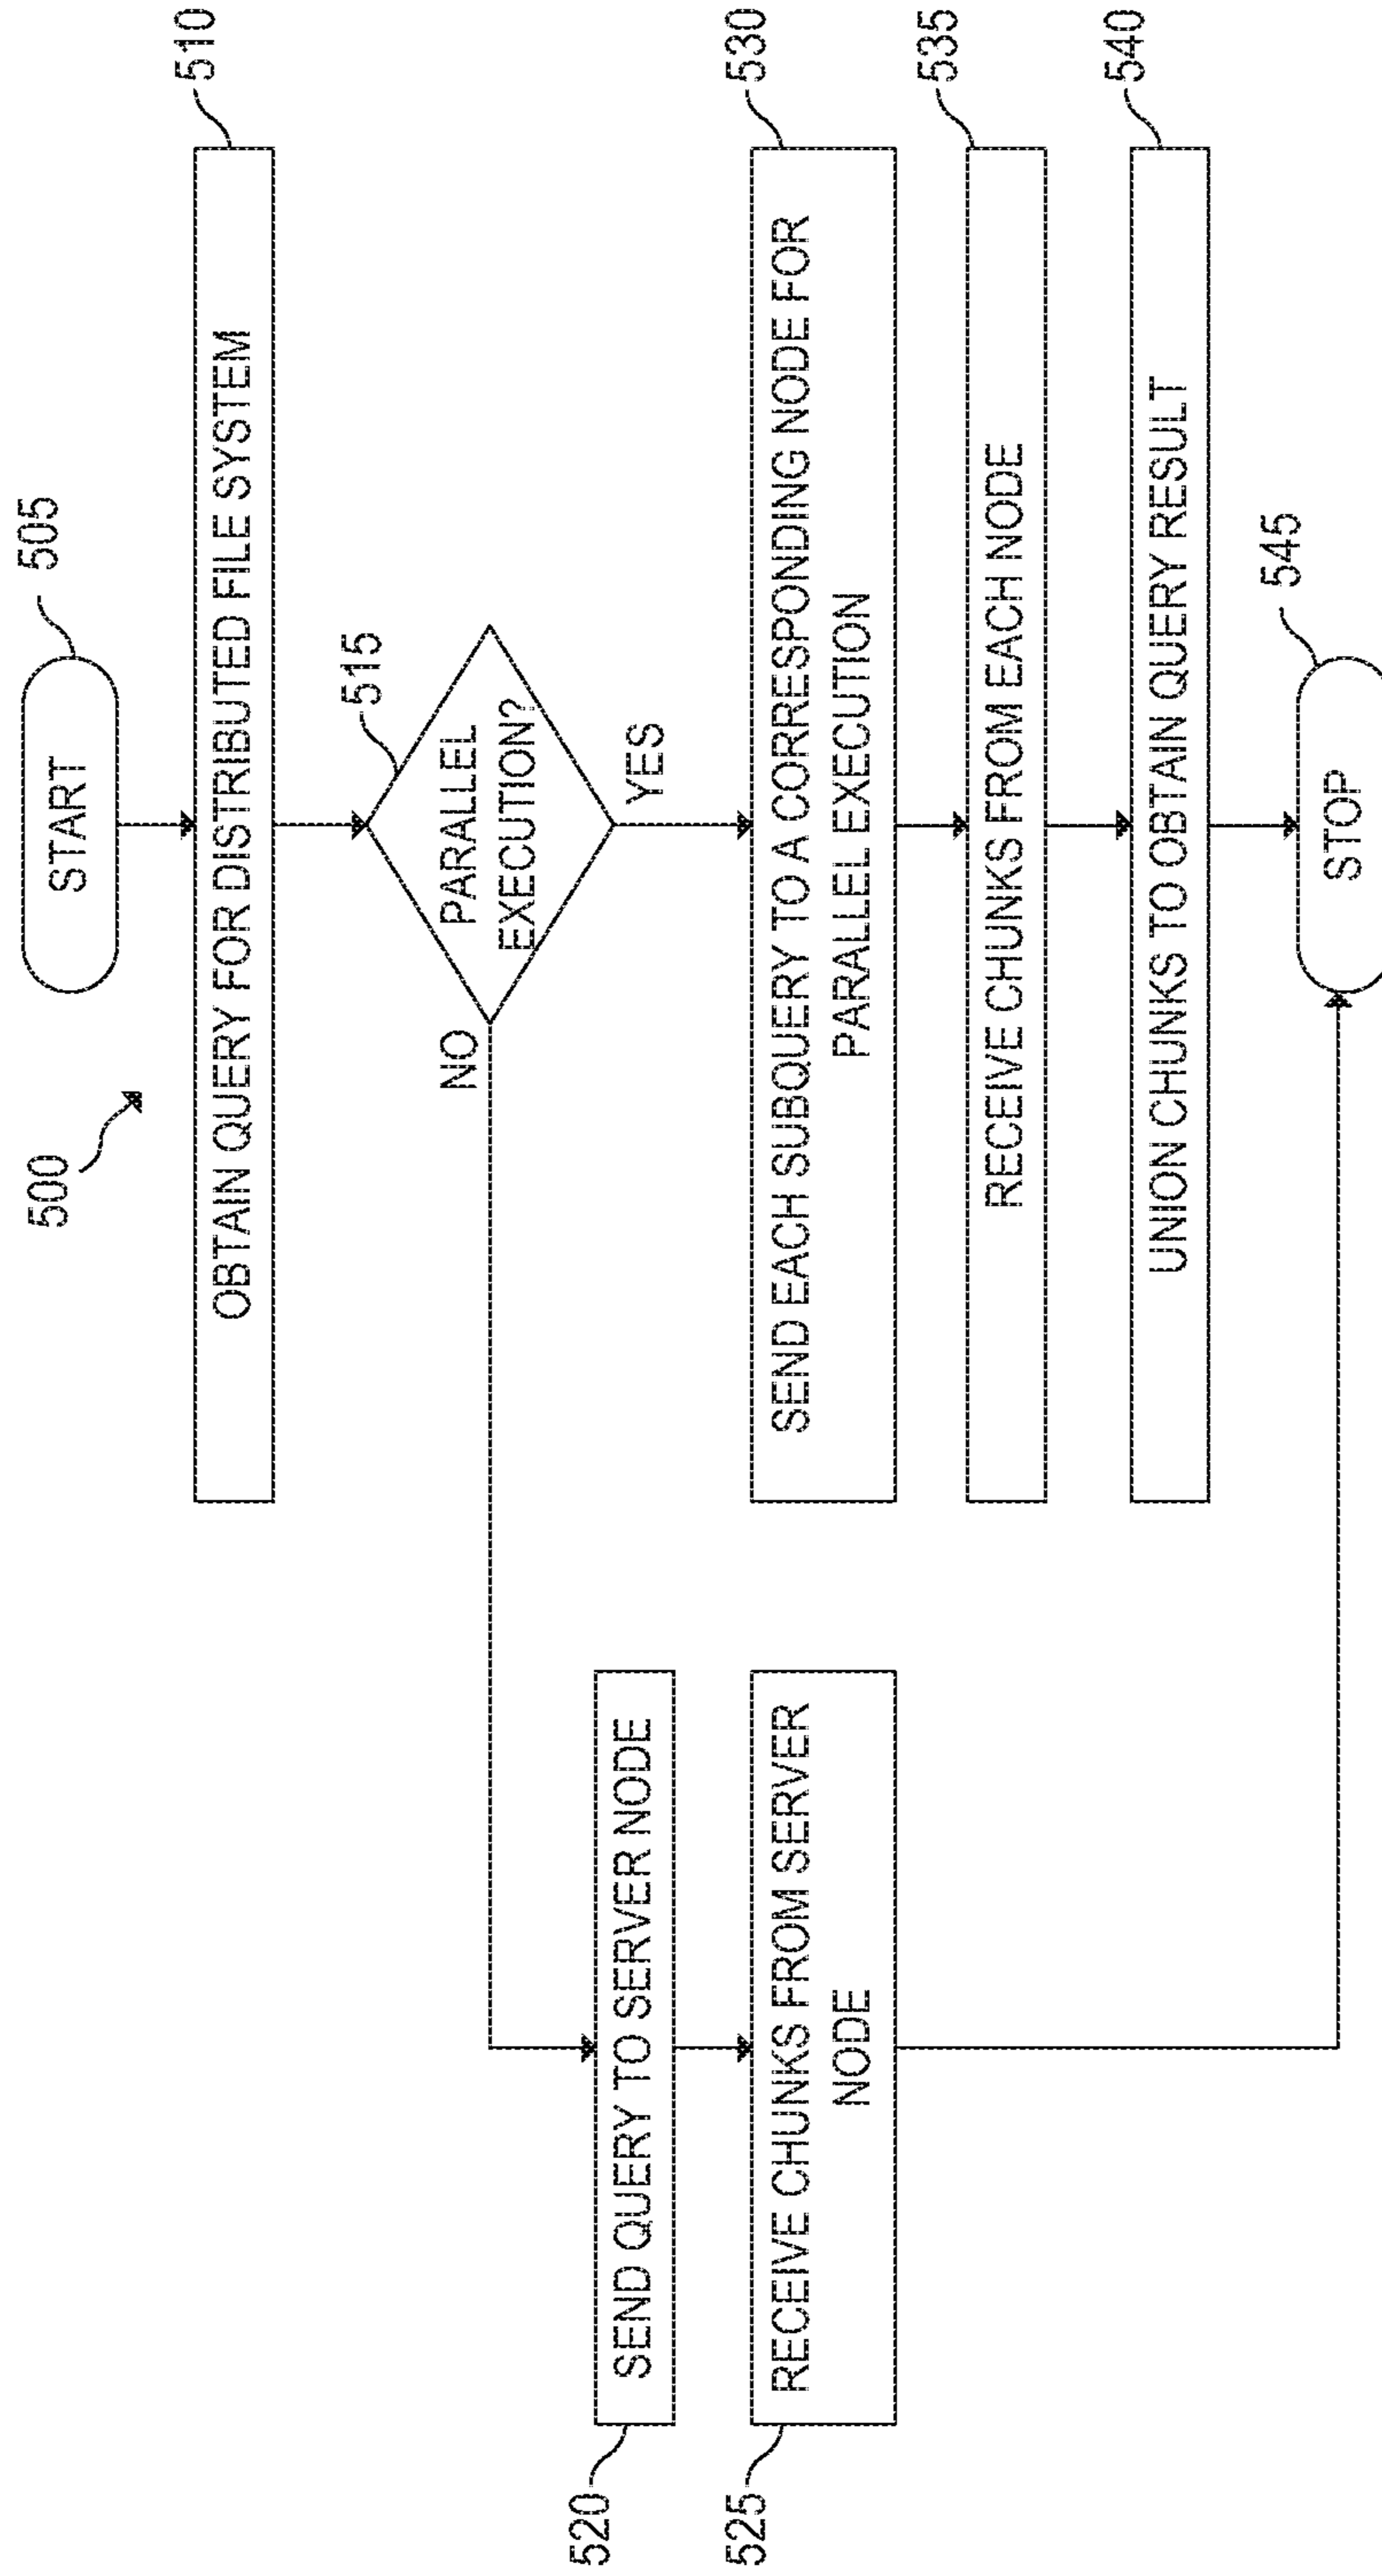 500
START
505
OBTAIN QUERY FOR DISTRIBUTED FILE SYSTEM
510
PARALLEL
EXECUTION?
515
NO
YES
SEND QUERY TO SERVER NODE
520
RECEIVE CHUNKS FROM SERVER
NODE
525
SEND EACH SUBQUERY TO A CORRESPONDING NODE FOR
PARALLEL EXECUTION
530
RECEIVE CHUNKS FROM EACH NODE
535
UNION CHUNKS TO OBTAIN QUERY RESULT
540
STOP
545